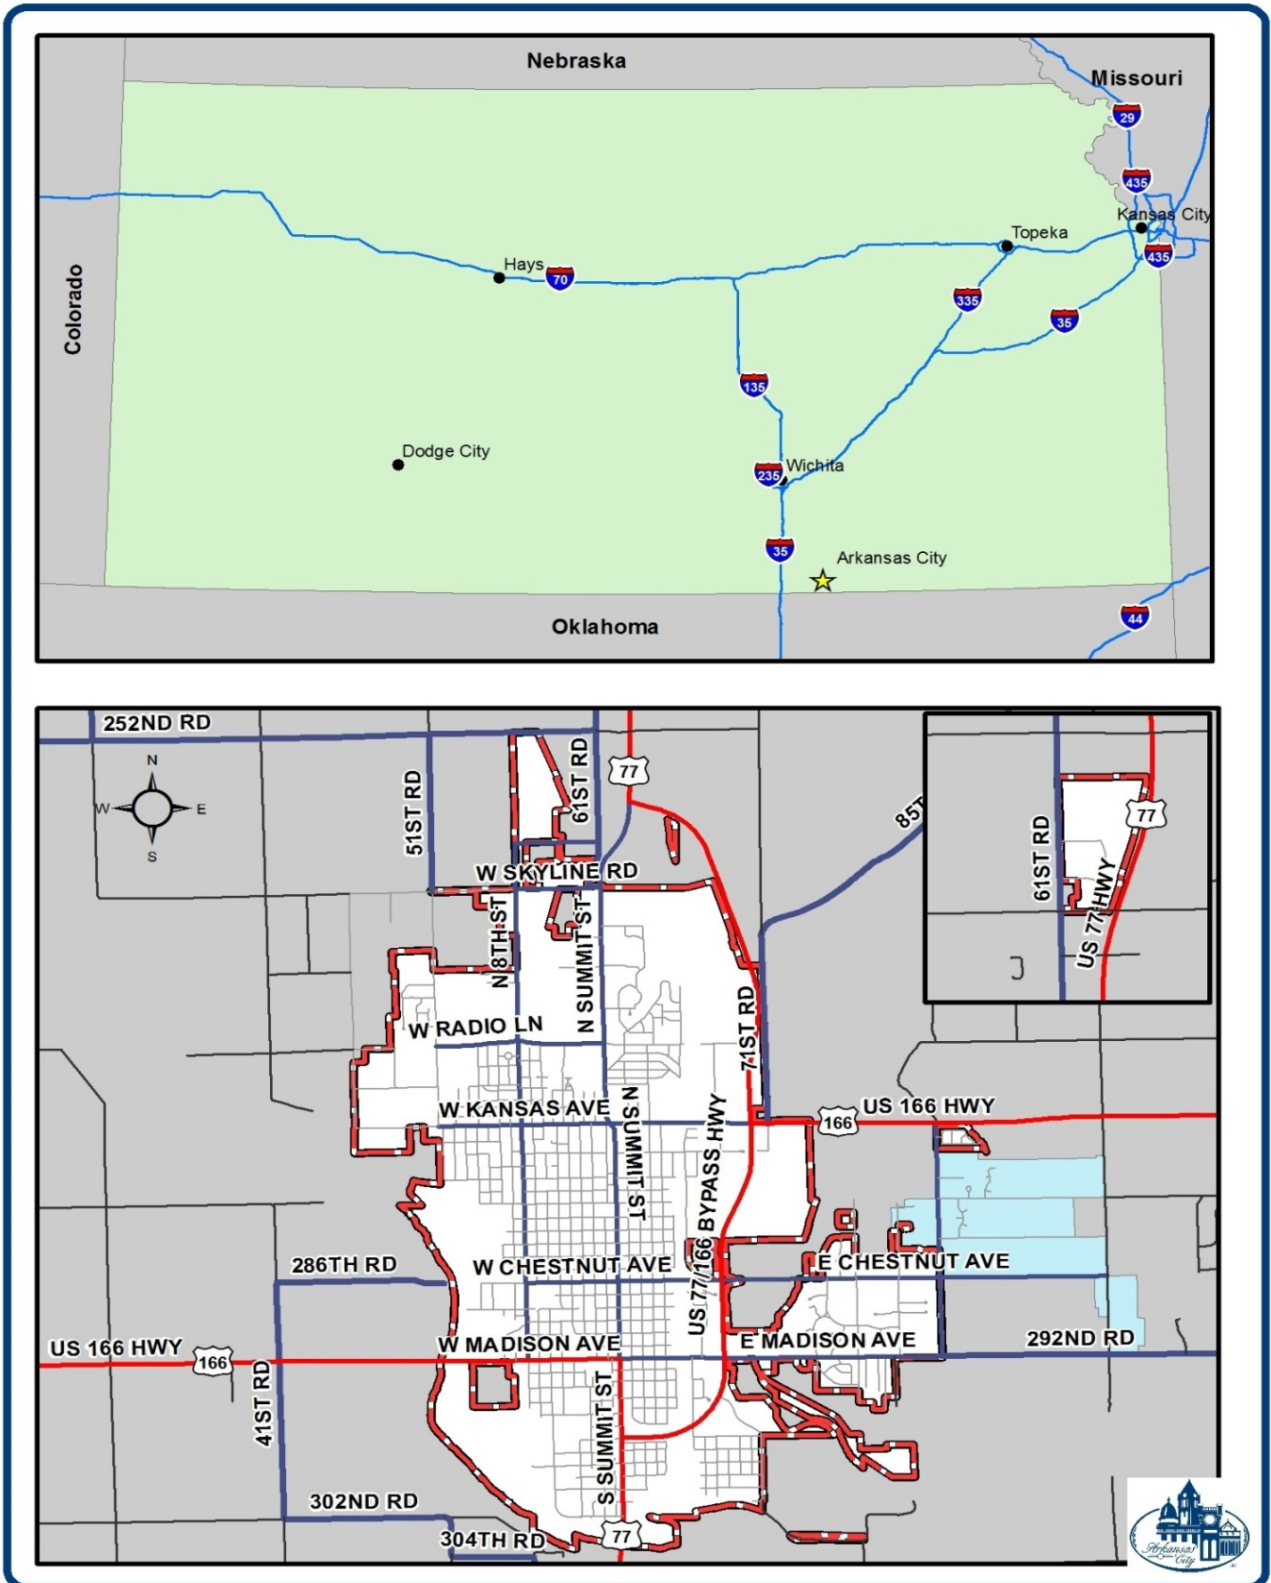 Nebraska
Missouri
29
435
Kansas City
Topeka
435
Hays
70
335
35
Colorado
135
Dodge City
235
Wichita
35
Arkansas City
Oklahoma
44
252ND RD
N
W
E
S
51ST RD
61ST RD
77
85T
61ST RD
77
US 77 HWY
W SKYLINE RD
N 8TH ST
N SUMMIT ST
W RADIO LN
71ST RD
W KANSAS AVE
N SUMMIT ST
US 77/166 BYPASS HWY
166
US 166 HWY
286TH RD
W CHESTNUT AVE
E CHESTNUT AVE
US 166 HWY
166
W MADISON AVE
E MADISON AVE
292ND RD
41ST RD
S SUMMIT ST
302ND RD
304TH RD
77
Arkansas
City